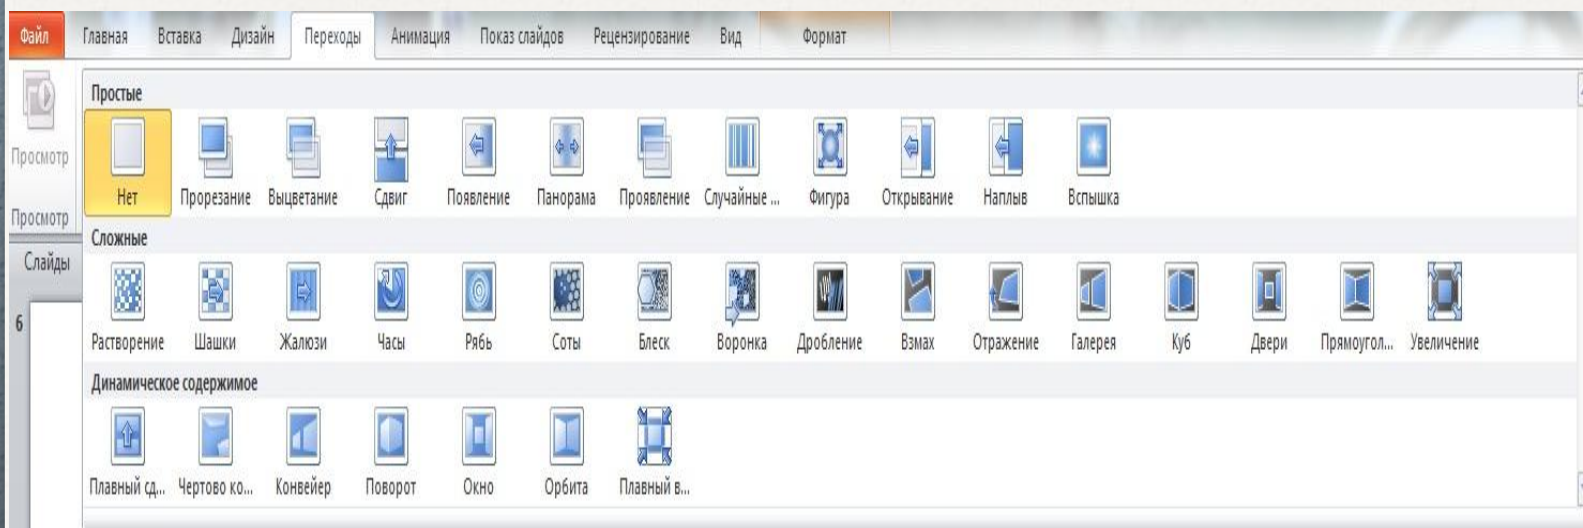 Файл Главная Вставка Дизайн Переходы Анимация Показ слайдов Рецензирование Вид Формат
Просмотр
Просмотр
Слайды
6
Простые
Нет Прорезание Выцветание Сдвиг Появление Панорама Проявление Случайные ... Фигура Открывание Наплыв Вспышка
Сложные
Растворение Шашки Жалюзи Часы Рябь Соты Блеск Воронка Дробление Взмах Отражение Галерея Куб Двери Прямоугол... Увеличение
Динамическое содержимое
Плавный сд... Чертово ко... Конвейер Поворот Окно Орбита Плавный в...